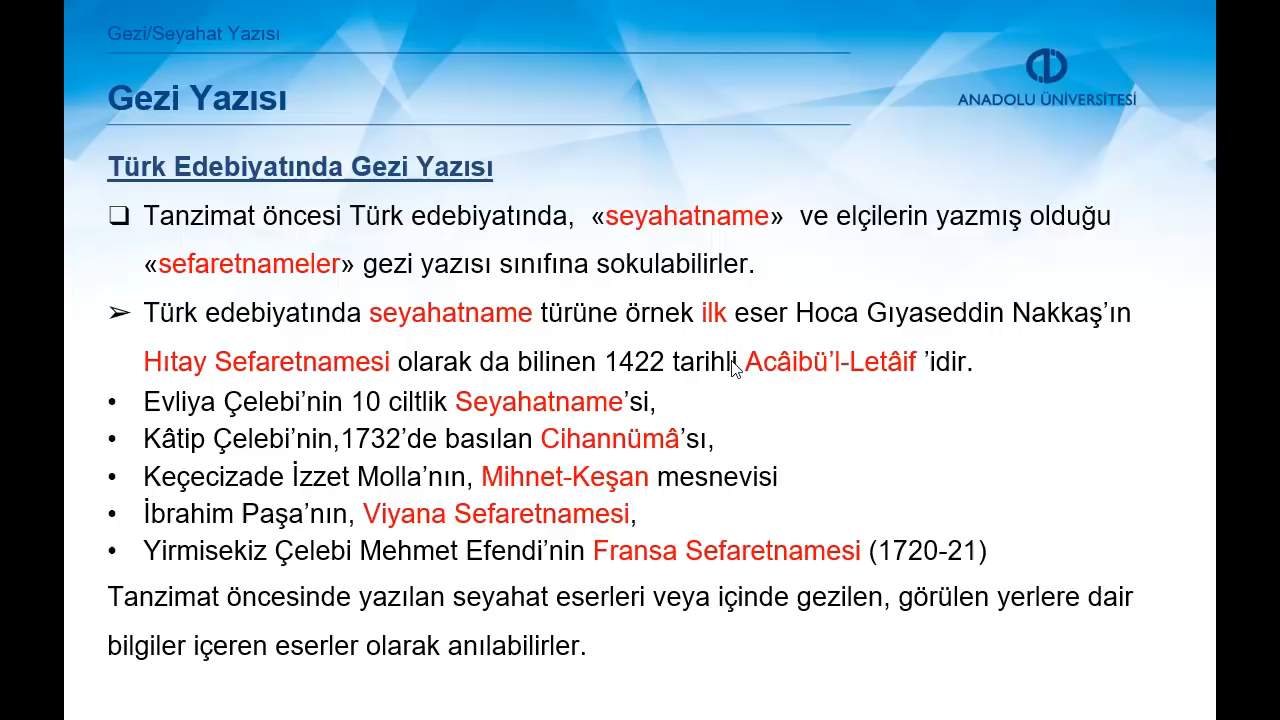 Gezi/Seyahat Yazısı
Gezi Yazısı
ANADOLU ÜNİVERSİTESİ
Türk Edebiyatında Gezi Yazısı
❑ Tanzimat öncesi Türk edebiyatında, «seyahatname» ve elçilerin yazmış olduğu
«sefaretnameler» gezi yazısı sınıfına sokulabilirler.
➢ Türk edebiyatında seyahatname türüne örnek ilk eser Hoca Gıyaseddin Nakkaş’ın
Hıtay Sefaretnamesi olarak da bilinen 1422 tarihli Acâibü’l-Letâif ’idir.
• Evliya Çelebi’nin 10 ciltlik Seyahatname’si,
• Kâtip Çelebi’nin,1732’de basılan Cihannümâ’sı,
• Keçecizade İzzet Molla’nın, Mihnet-Keşan mesnevisi
• İbrahim Paşa’nın, Viyana Sefaretnamesi,
• Yirmisekiz Çelebi Mehmet Efendi’nin Fransa Sefaretnamesi (1720-21)
Tanzimat öncesinde yazılan seyahat eserleri veya içinde gezilen, görülen yerlere dair
bilgiler içeren eserler olarak anılabilirler.